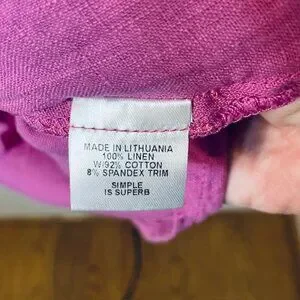 MADE IN LITHUANIA
100% LINEN
W/92% COTTON
8% SPANDEX TRIM
SIMPLE
IS SUPERB